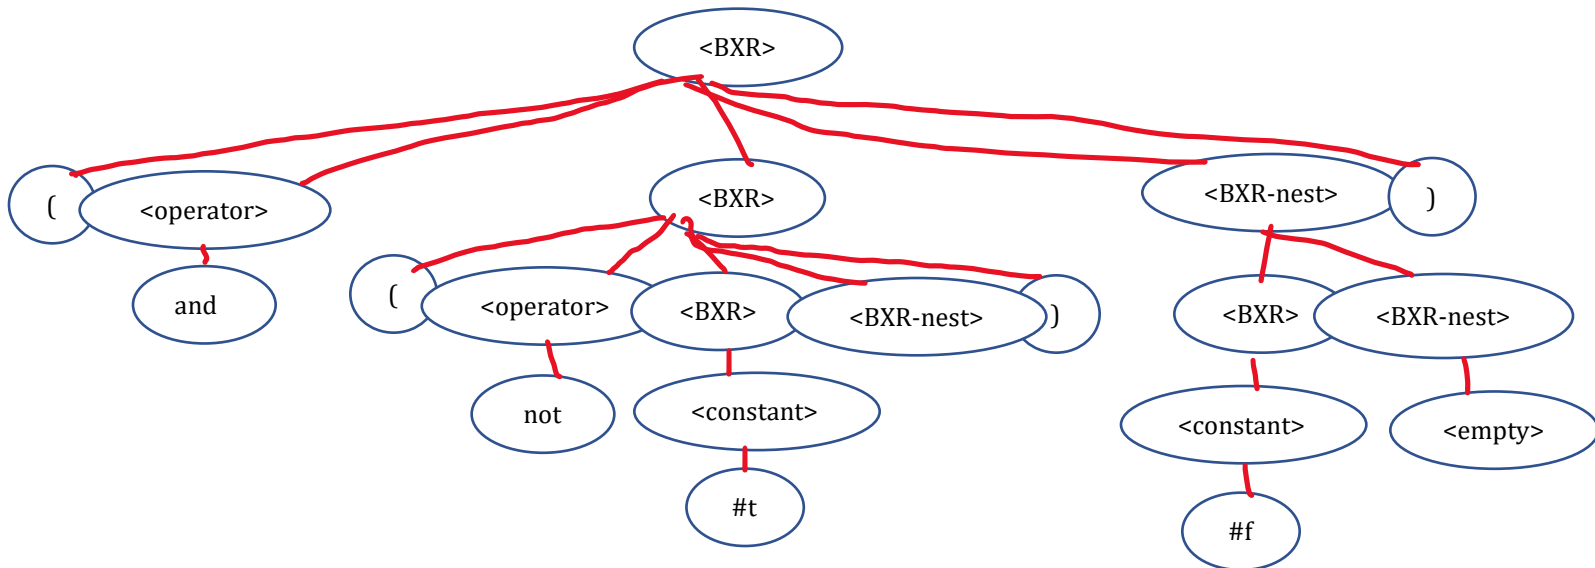 <BXR>
( <operator> <BXR> <BXR-nest> )
and ( <operator> <BXR> <BXR-nest> ) <BXR> <BXR-nest>
not <constant> <constant> <empty>
#t #f